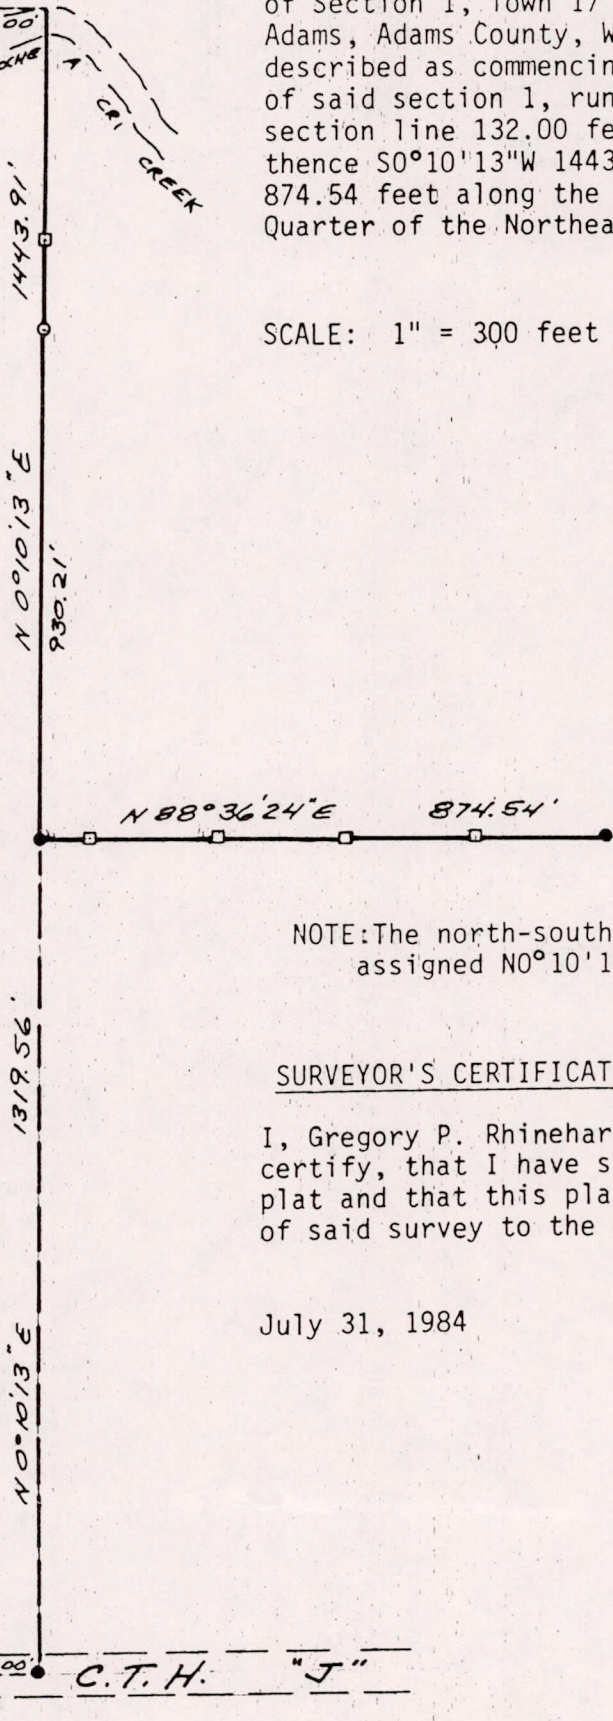 of Section 1, Town 17
Adams, Adams County, W
described as commencin
of said section 1, run
section line 132.00 fe
thence S0°10'13"W 1443
874.54 feet along the
Quarter of the Northea
SCALE: 1" = 300 feet
00'
A
CRI
CREEK
1443.91'
N 0°10'13" E
930.21'
N 88°36'24"E 874.54'
NOTE:The north-south
assigned N0°10'1
1319.56'
N 0°10'13" E
SURVEYOR'S CERTIFICAT
I, Gregory P. Rhinehar
certify, that I have s
plat and that this pla
of said survey to the
July 31, 1984
00'
C.T.H. "J"